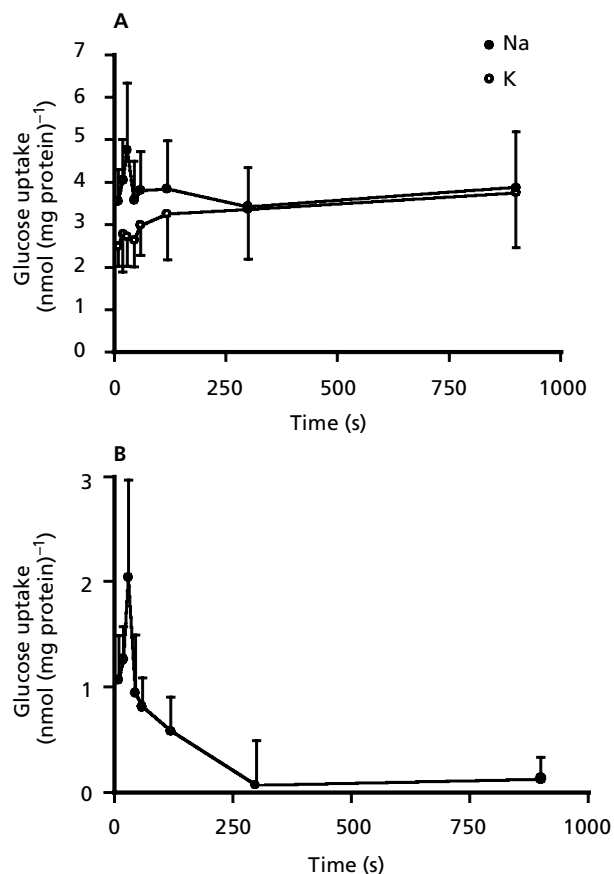 A
Na
K
7
6
5
4
3
2
1
0
Glucose uptake
(nmol (mg protein)⁻¹)
0 250 500 750 1000
Time (s)
B
3
2
1
0
Glucose uptake
(nmol (mg protein)⁻¹)
0 250 500 750 1000
Time (s)